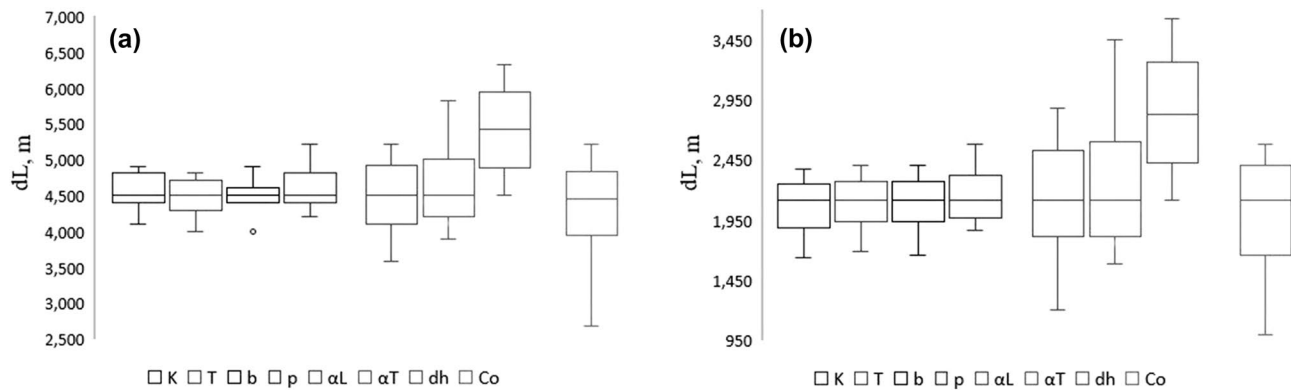 (a)
dL, m
7,000
6,500
6,000
5,500
5,000
4,500
4,000
3,500
3,000
2,500
K T b p αL αT dh Co
(b)
dL, m
3,450
2,950
2,450
1,950
1,450
950
K T b p αL αT dh Co